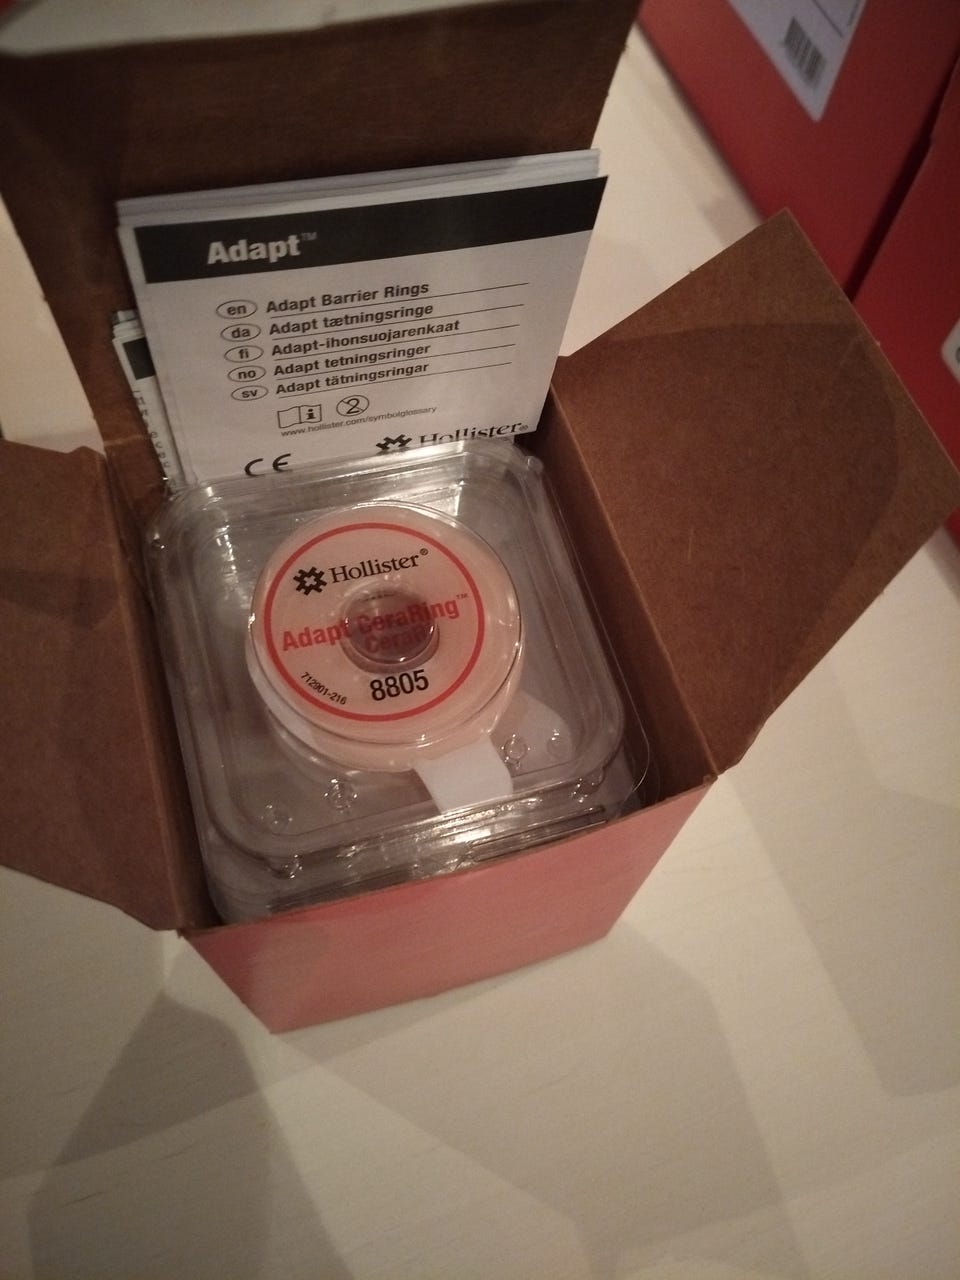 Adapt™
en Adapt Barrier Rings
da Adapt tætningsringe
fi Adapt-ihonsuojarenkaat
no Adapt tetningsringer
sv Adapt tätningsringar
www.hollister.com/symbolglossary
Hollister®
CE
Hollister®
Adapt CeraRing™
712901-216
8805